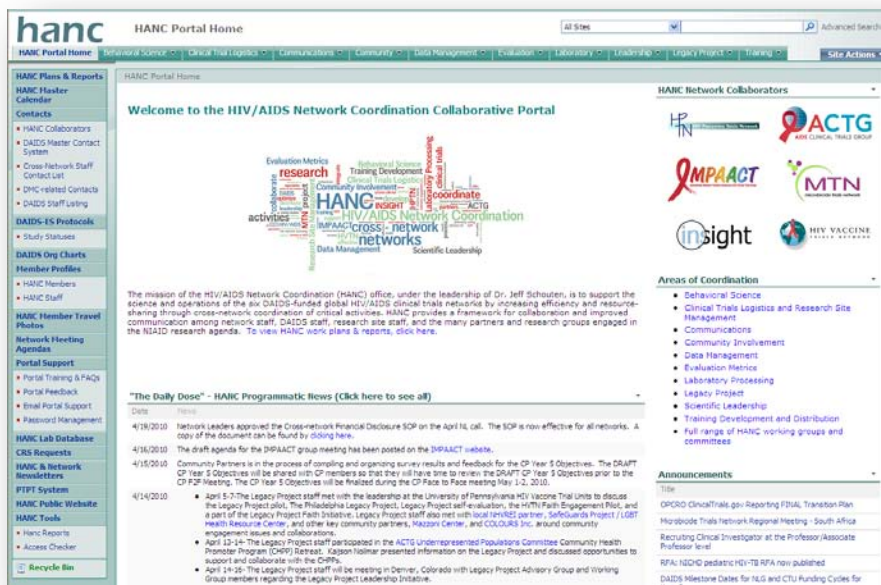 hanc
HANC Portal Home
All Sites
Advanced Search
HANC Portal Home
Behavioral Science
Clinical Trial Logistics
Communications
Community
Data Management
Evaluation
Laboratory
Leadership
Legacy Project
Training
Site Actions
HANC Plans & Reports
HANC Master
Calendar
Contacts
HANC Collaborators
DAIDS Master Contact
System
Cross-Network Staff
Contact List
DMC-related Contacts
DAIDS Staff Listing
DAIDS-ES Protocols
Study Statuses
DAIDS Org Charts
Member Profiles
HANC Members
HANC Staff
HANC Member Travel
Photos
Network Meeting
Agendas
Portal Support
Portal Training & FAQs
Portal Feedback
Email Portal Support
Password Management
HANC Lab Database
CRS Requests
HANC & Network
Newsletters
PTPT System
HANC Public Website
HANC Tools
Hanc Reports
Access Checker
Recycle Bin
HANC Portal Home
Welcome to the HIV/AIDS Network Coordination Collaborative Portal
Evaluation Metrics
research
Behavioral Science
Training Development
Clinical Trials Logistics
Laboratory Processing
clinical trials
collaborate
Community Involvement
coordinate
HANC
INSIGHT
HPTN
ACTG
activities
MTN
project
HIV/AIDS Network Coordination
IMPAACT
cross-network
HVTN
networks
Data Management
Scientific Leadership
Research Site Management
The mission of the HIV/AIDS Network Coordination (HANC) office, under the leadership of Dr. Jeff Schouten, is to support the
science and operations of the six DAIDS-funded global HIV/AIDS clinical trials networks by increasing efficiency and resource-
sharing through cross-network coordination of critical activities. HANC provides a framework for collaboration and improved
communication among network staff, DAIDS staff, research site staff, and the many partners and research groups engaged in
the NIAID research agenda. To view HANC work plans & reports, click here.
"The Daily Dose" - HANC Programmatic News (Click here to see all)
Date News
4/19/2010 Network Leaders approved the Cross-network Financial Disclosure SOP on the April NL call. The SOP is now effective for all networks. A
copy of the document can be found by clicking here.
4/16/2010 The draft agenda for the IMPAACT group meeting has been posted on the IMPAACT website.
4/15/2010 Community Partners is in the process of compiling and organizing survey results and feedback for the CP Year 5 Objectives. The DRAFT
CP Year 5 Objectives will be shared with CP members so that they will have time to review the DRAFT CP Year 5 Objectives prior to the
CP F2F Meeting. The CP Year 5 Objectives will be finalized during the CP Face to Face meeting May 1-2, 2010.
4/14/2010 April 5-7-The Legacy Project staff met with the leadership at the University of Pennsylvania HIV Vaccine Trial Units to discuss
the Legacy Project pilot, The Philadelphia Legacy Project, Legacy Project self-evaluation, the HVTN Faith Engagement Pilot, and
a part of the Legacy Project Faith Initiative. Legacy Project staff also met with local NHVREI partner, SafeGuards Project / LGBT
Health Resource Center, and other key community partners, Mazzoni Center, and COLOURS Inc. around community
engagement issues and collaborations.
April 13-14- The Legacy Project staff participated in the ACTG Underrepresented Populations Committee Community Health
Promoter Program (CHPP) Retreat. Kaijson Noilmar presented information on the Legacy Project and discussed opportunities to
support and collaborate with the CHPPs.
April 14-16- The Legacy Project staff will be meeting in Denver, Colorado with Legacy Project Advisory Group and Working
Group members regarding the Legacy Project Leadership Initiative.
HANC Network Collaborators
HPTN
ACTG
AIDS CLINICAL TRIALS GROUP
IMPAACT
MTN
insight
HIV VACCINE
TRIALS NETWORK
Areas of Coordination
Behavioral Science
Clinical Trials Logistics and Research Site
Management
Communications
Community Involvement
Data Management
Evaluation Metrics
Laboratory Processing
Legacy Project
Scientific Leadership
Training Development and Distribution
Full range of HANC working groups and
committees
Announcements
Title
OPCRO ClinicalTrials.gov Reporting FINAL Transition Plan
Microbicide Trials Network Regional Meeting - South Africa
Recruiting Clinical Investigator at the Professor/Associate
Professor level
RFA: NICHD pediatric HIV-TB RFA now published
DAIDS Milestone Dates for NLG and CTU Funding Cycles for